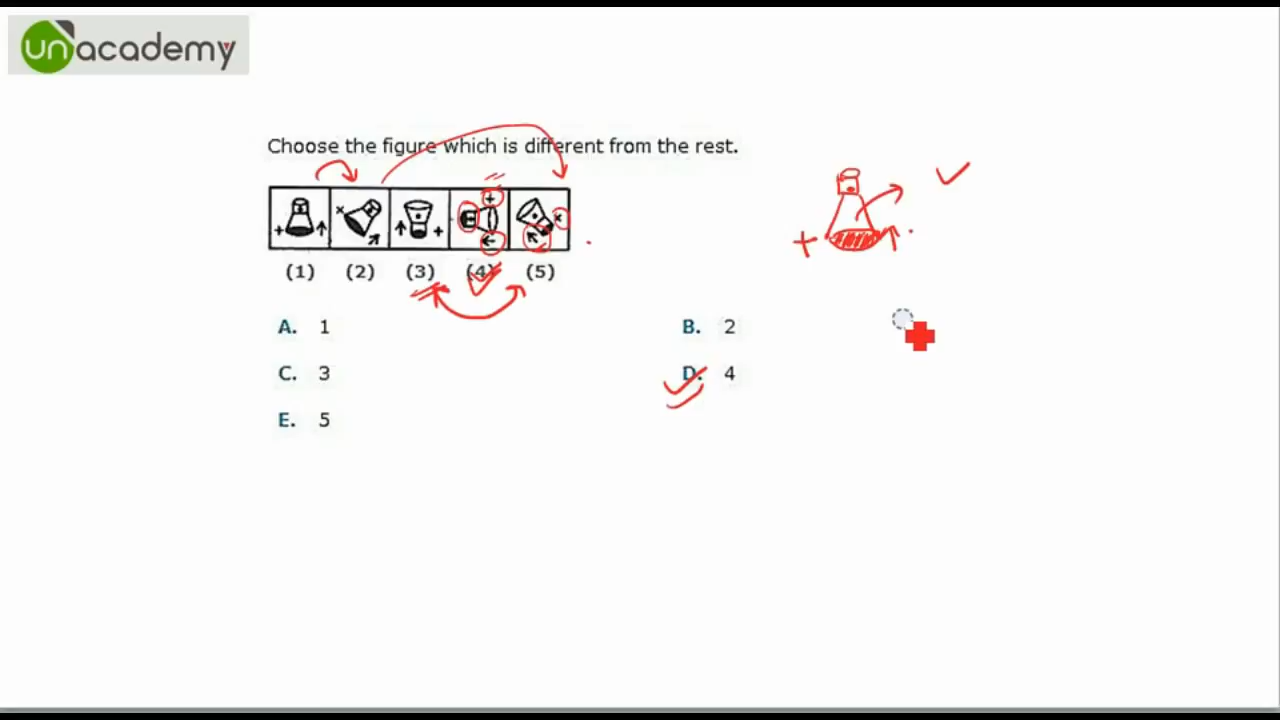 unacademy
Choose the figure which is different from the rest.
(1) (2) (3) (4) (5)
A. 1 B. 2
C. 3 D. 4
E. 5